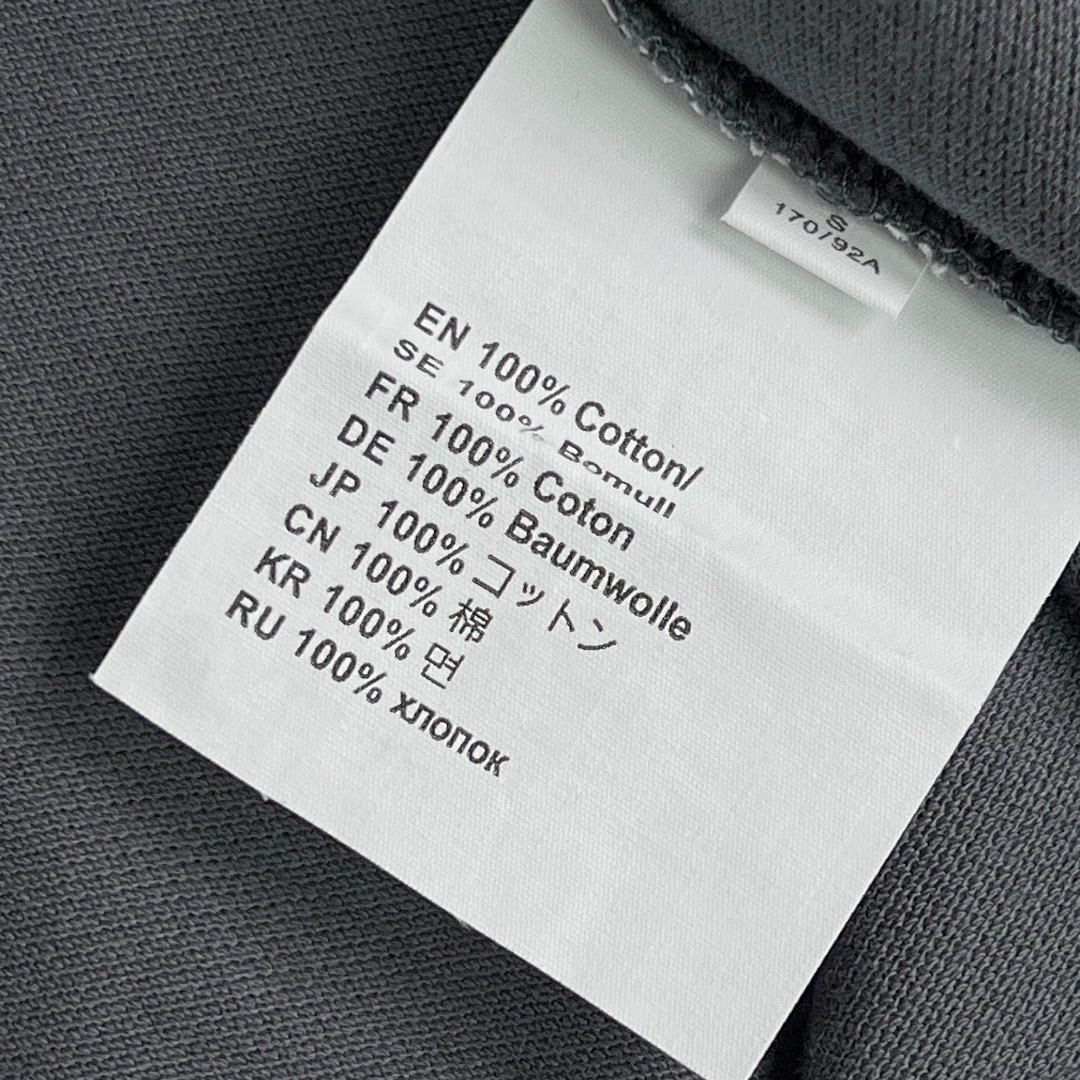 S
170/92A
EN 100% Cotton/
SE 100% Bomull
FR 100% Coton
DE 100% Baumwolle
JP 100% コットン
CN 100% 棉
KR 100% 면
RU 100% хлопок